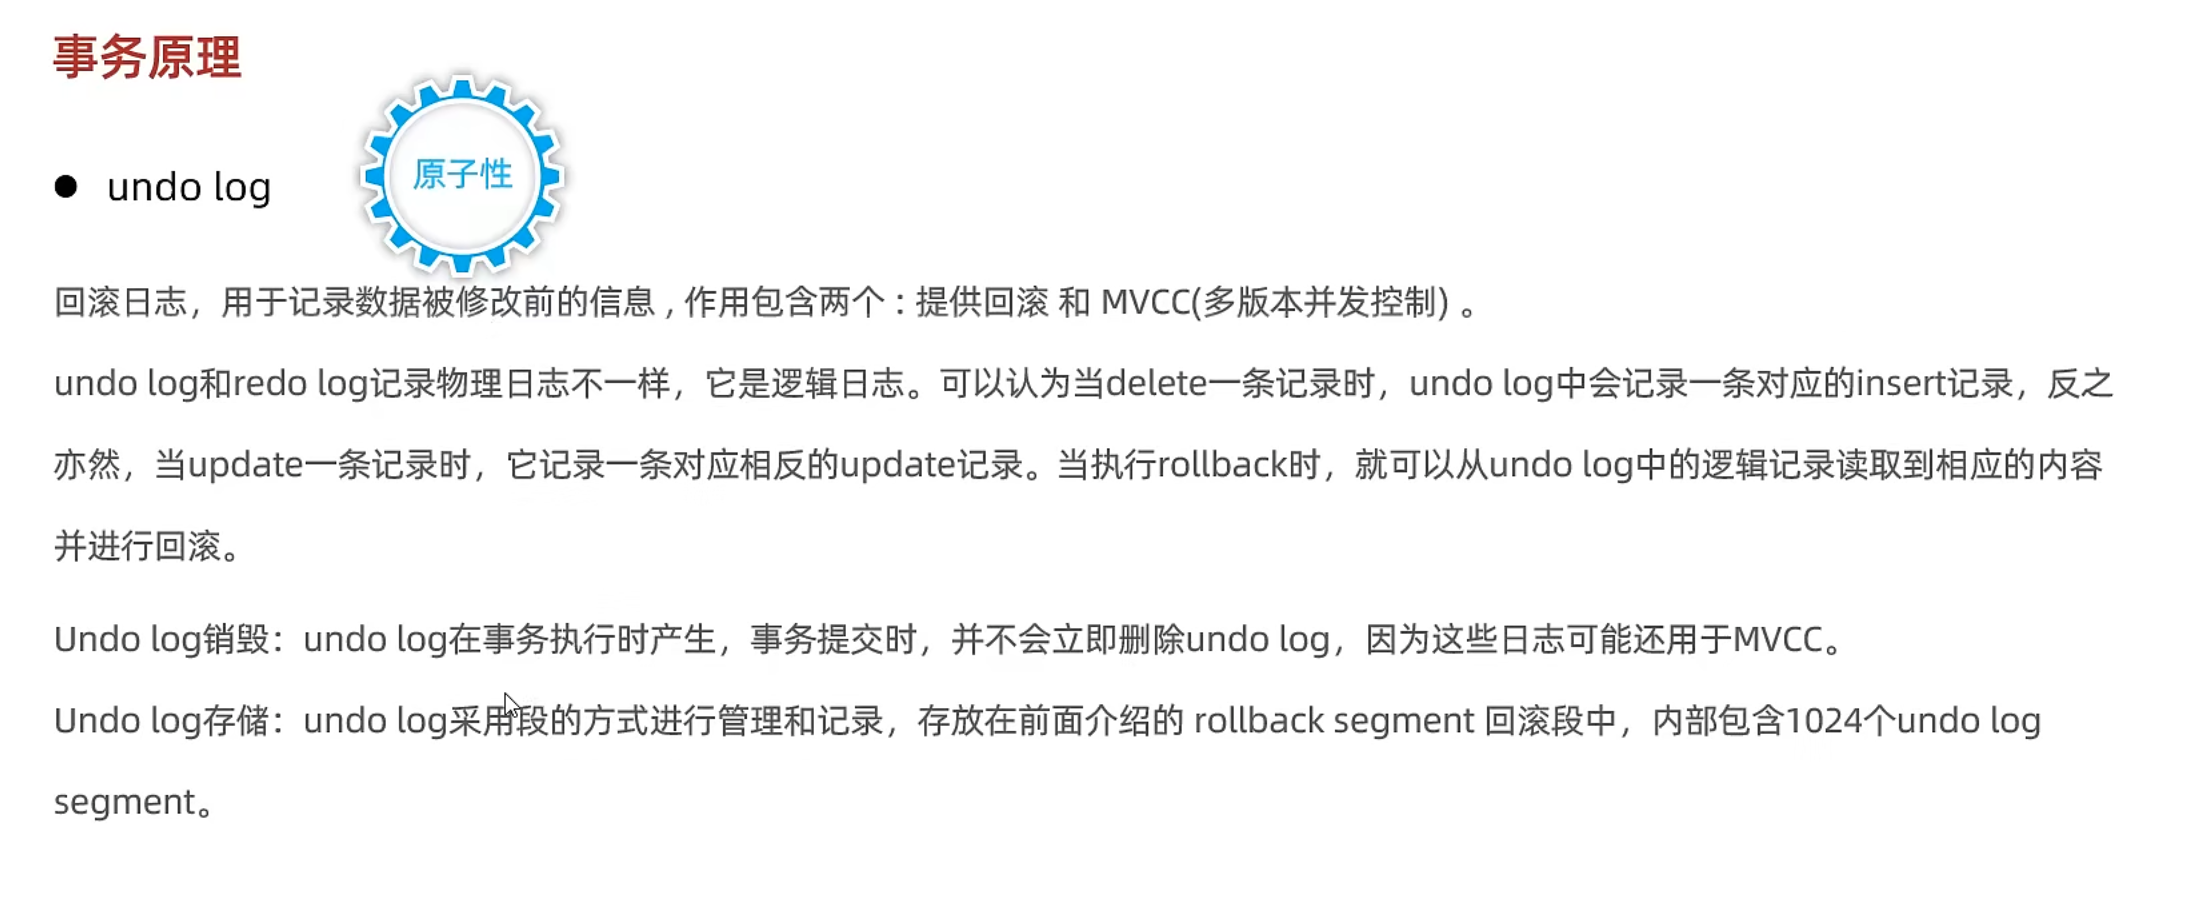 事务原理
原子性
● undo log
回滚日志，用于记录数据被修改前的信息 , 作用包含两个 : 提供回滚 和 MVCC(多版本并发控制) 。
undo log和redo log记录物理日志不一样，它是逻辑日志。可以认为当delete一条记录时，undo log中会记录一条对应的insert记录，反之
亦然，当update一条记录时，它记录一条对应相反的update记录。当执行rollback时，就可以从undo log中的逻辑记录读取到相应的内容
并进行回滚。
Undo log销毁：undo log在事务执行时产生，事务提交时，并不会立即删除undo log，因为这些日志可能还用于MVCC。
Undo log存储：undo log采用段的方式进行管理和记录，存放在前面介绍的 rollback segment 回滚段中，内部包含1024个undo log
segment。